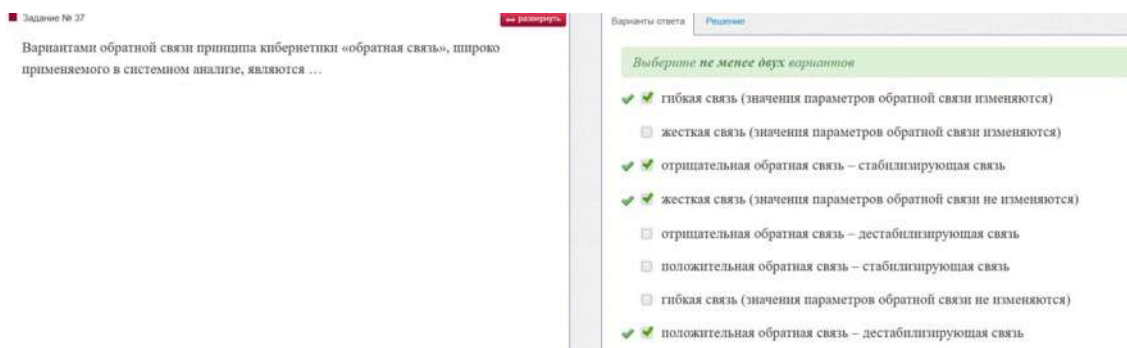 Задание № 37
развернуть
Вариантами обратной связи принципа кибернетики «обратная связь», широко
применяемого в системном анализе, являются …
Варианты ответа
Решение
Выберите не менее двух вариантов
гибкая связь (значения параметров обратной связи изменяются)
жесткая связь (значения параметров обратной связи изменяются)
отрицательная обратная связь – стабилизирующая связь
жесткая связь (значения параметров обратной связи не изменяются)
отрицательная обратная связь – дестабилизирующая связь
положительная обратная связь – стабилизирующая связь
гибкая связь (значения параметров обратной связи не изменяются)
положительная обратная связь – дестабилизирующая связь